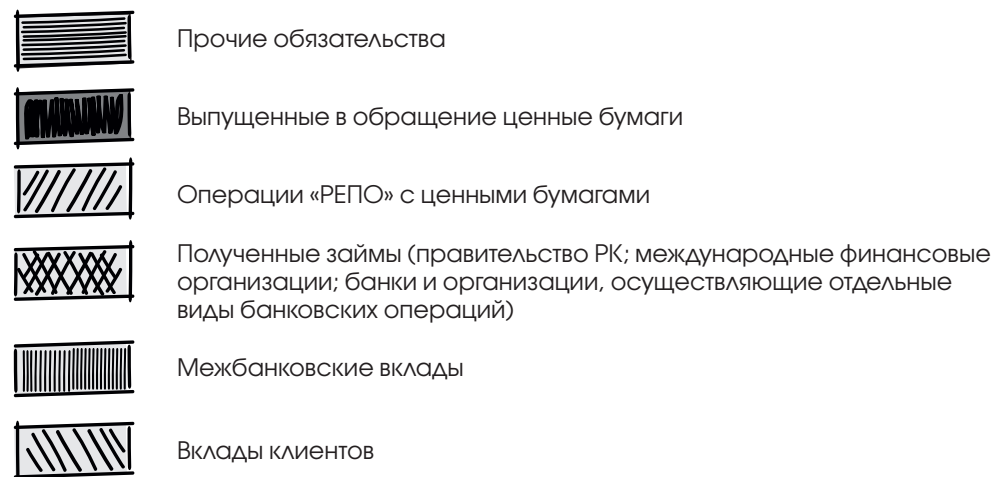 Прочие обязательства
Выпущенные в обращение ценные бумаги
Операции «РЕПО» с ценными бумагами
Полученные займы (правительство РК; международные финансовые
организации; банки и организации, осуществляющие отдельные
виды банковских операций)
Межбанковские вклады
Вклады клиентов